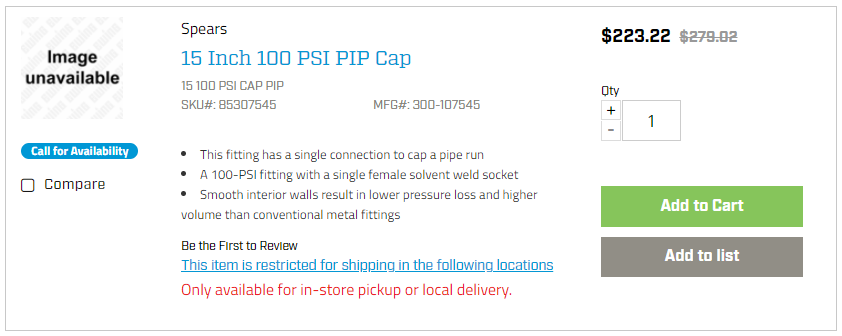 Image
unavailable
Call for Availability
Compare
Spears
15 Inch 100 PSI PIP Cap
15 100 PSI CAP PIP
SKU#: 85307545 MFG#: 300-107545
• This fitting has a single connection to cap a pipe run
• A 100-PSI fitting with a single female solvent weld socket
• Smooth interior walls result in lower pressure loss and higher
volume than conventional metal fittings
Be the First to Review
This item is restricted for shipping in the following locations
Only available for in-store pickup or local delivery.
$223.22 $279.02
Qty
+
-
1
Add to Cart
Add to list